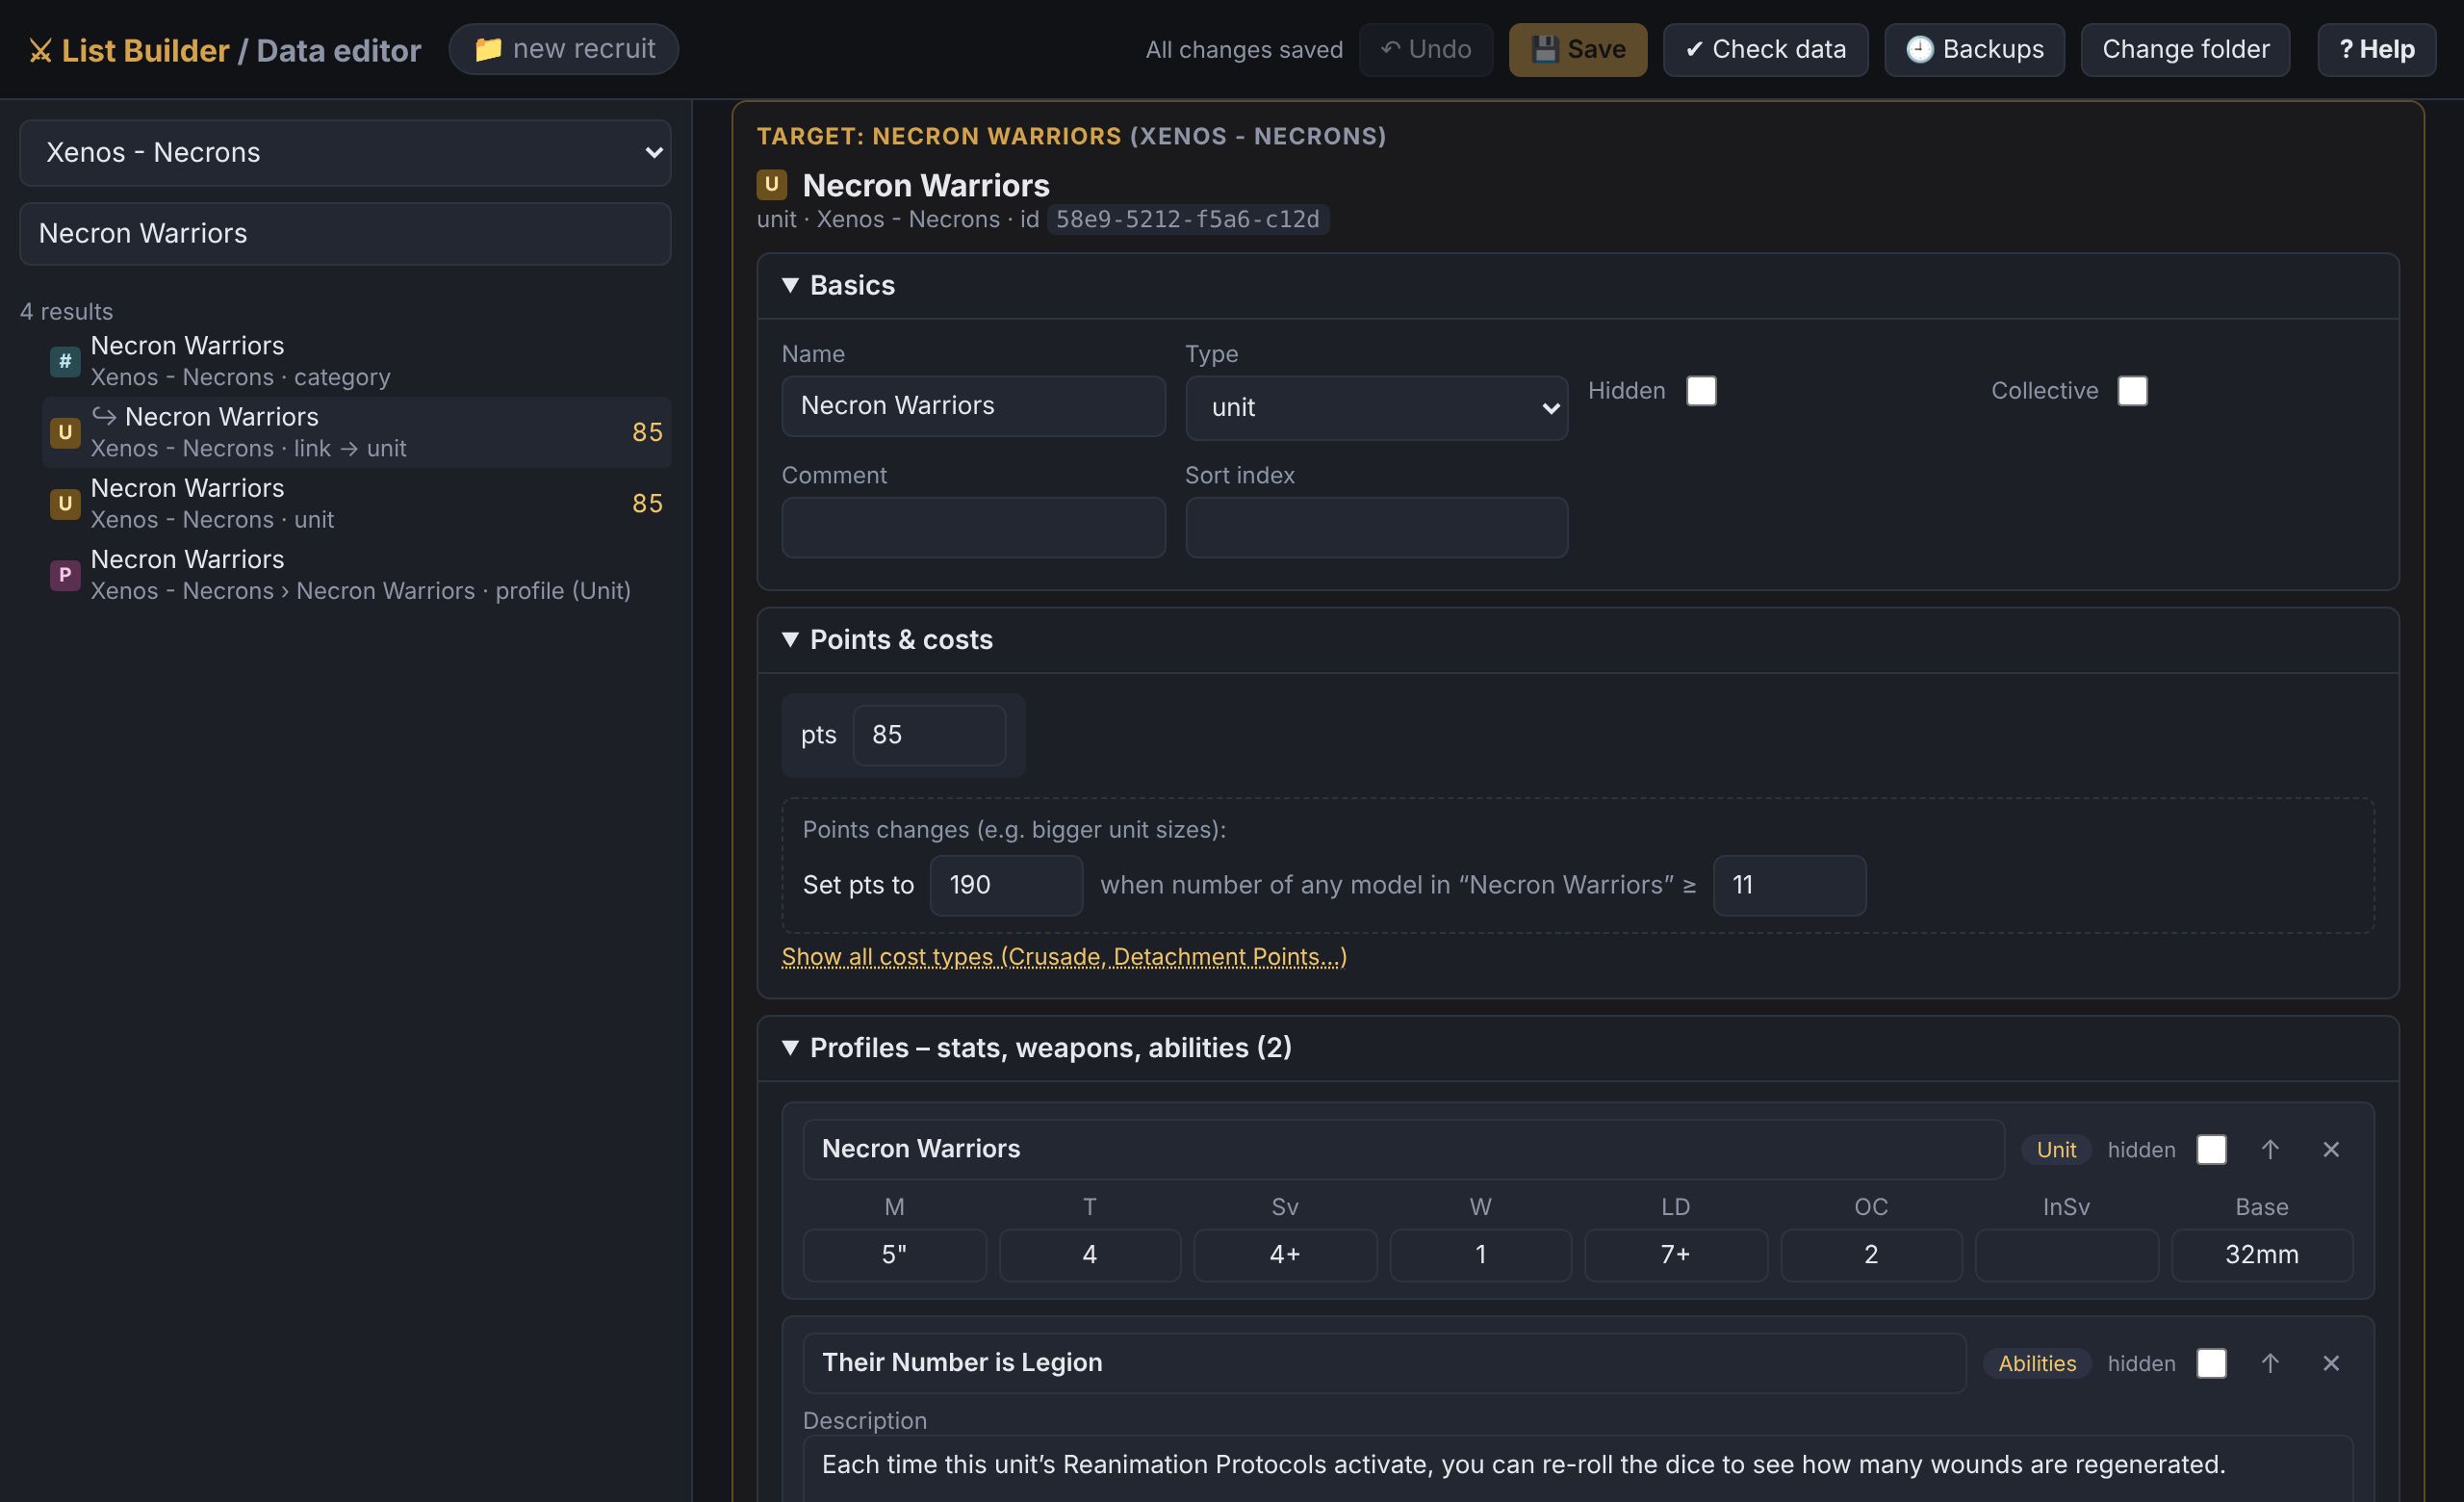 ⚔ List Builder / Data editor
📁 new recruit
All changes saved
↶ Undo
💾 Save
✔ Check data
🕘 Backups
Change folder
? Help
Xenos - Necrons
Necron Warriors
4 results
# Necron Warriors
Xenos - Necrons · category
U ↪ Necron Warriors 85
Xenos - Necrons · link → unit
U Necron Warriors 85
Xenos - Necrons · unit
P Necron Warriors
Xenos - Necrons › Necron Warriors · profile (Unit)
TARGET: NECRON WARRIORS (XENOS - NECRONS)
U Necron Warriors
unit · Xenos - Necrons · id 58e9-5212-f5a6-c12d
▼ Basics
Name Type
Necron Warriors unit Hidden Collective
Comment Sort index
▼ Points & costs
pts 85
Points changes (e.g. bigger unit sizes):
Set pts to 190 when number of any model in “Necron Warriors” ≥ 11
Show all cost types (Crusade, Detachment Points...)
▼ Profiles – stats, weapons, abilities (2)
Necron Warriors Unit hidden ↑ ✕
M T Sv W LD OC InSv Base
5" 4 4+ 1 7+ 2 32mm
Their Number is Legion Abilities hidden ↑ ✕
Description
Each time this unit’s Reanimation Protocols activate, you can re-roll the dice to see how many wounds are regenerated.